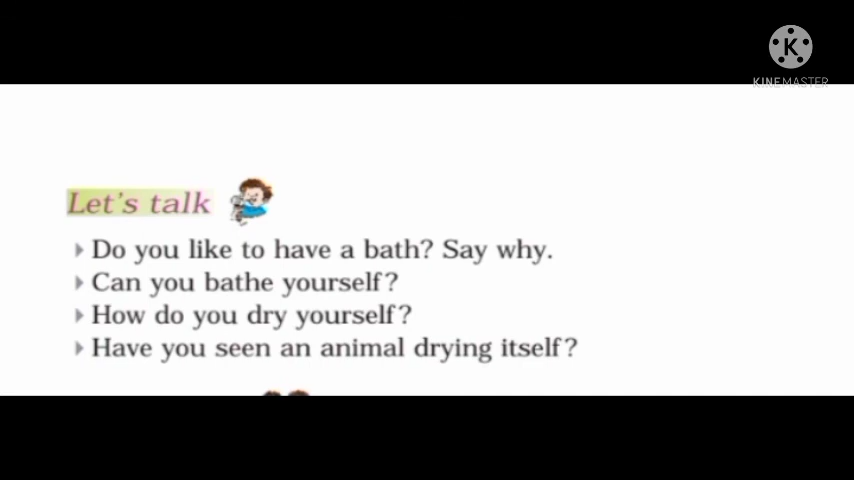 KINEMASTER
Let's talk
Do you like to have a bath? Say why.
Can you bathe yourself?
How do you dry yourself?
Have you seen an animal drying itself?